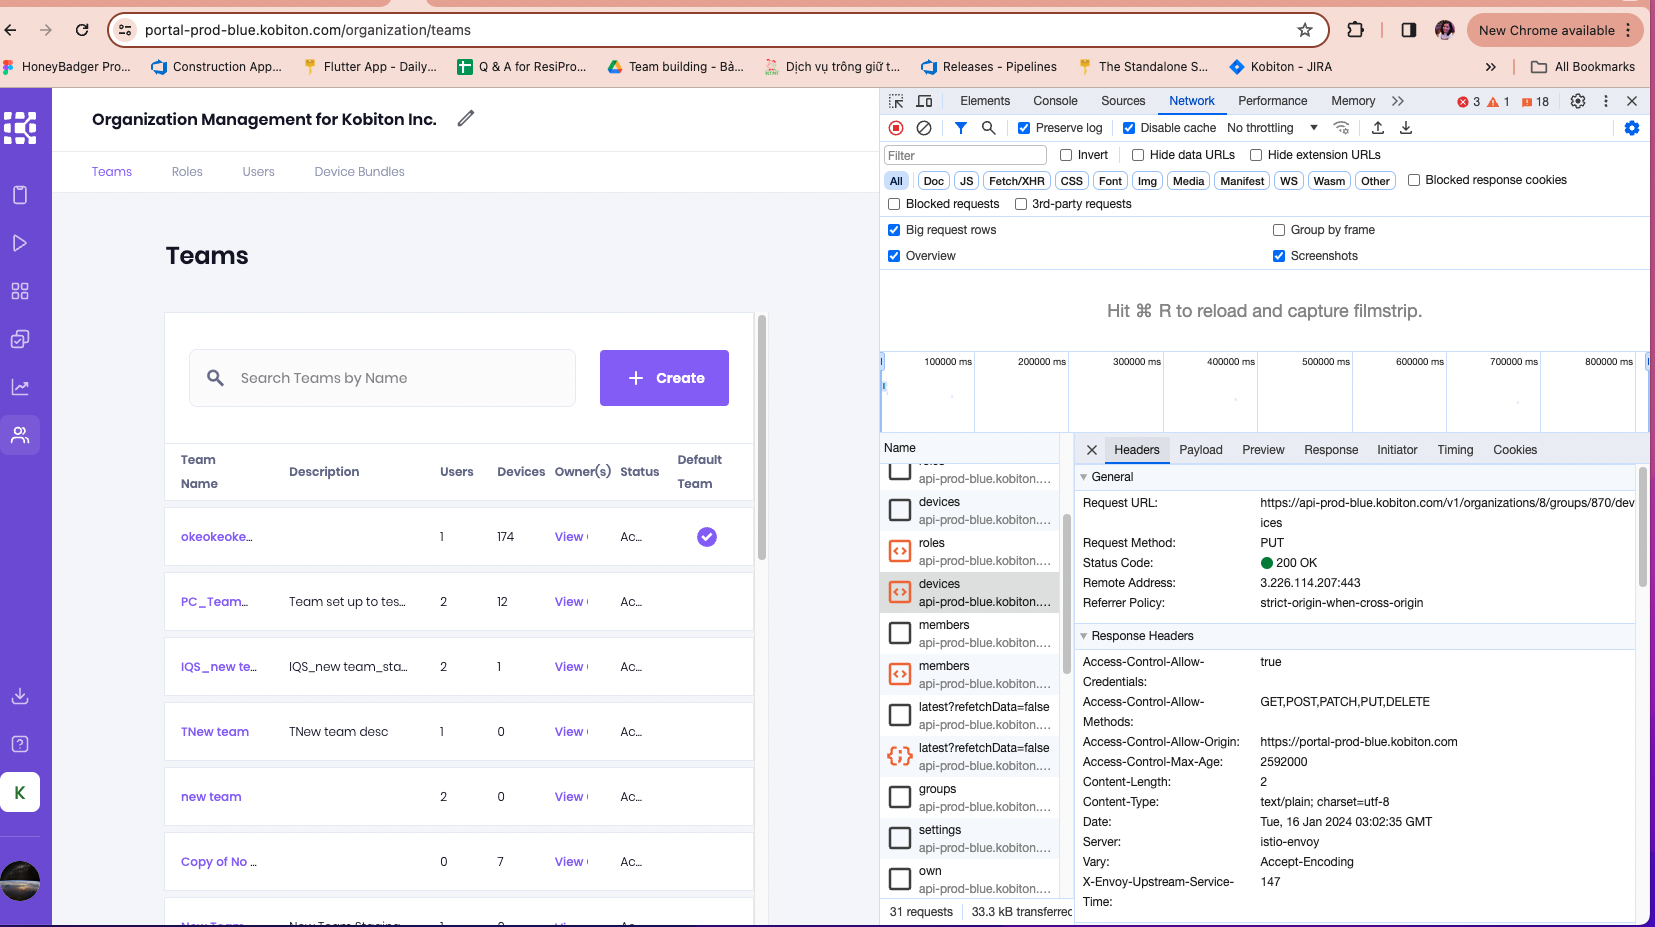 portal-prod-blue.kobiton.com/organization/teams
New Chrome available
HoneyBadger Pro...
Construction App...
Flutter App - Daily...
Q & A for ResiPro...
Team building - Bà...
Dịch vụ trông giữ t...
Releases - Pipelines
The Standalone S...
Kobiton - JIRA
All Bookmarks
Organization Management for Kobiton Inc.
Teams
Roles
Users
Device Bundles
Teams
Search Teams by Name
Create
Team Name
Description
Users
Devices
Owner(s)
Status
Default Team
okeokeoke...
1
174
View
Ac...
PC_Team...
Team set up to tes...
2
12
View
Ac...
IQS_new te...
IQS_new team_sta...
2
1
View
Ac...
TNew team
TNew team desc
1
0
View
Ac...
new team
2
0
View
Ac...
Copy of No ...
0
7
View
Ac...
New Team
New Team Staging
K
Elements
Console
Sources
Network
Performance
Memory
3
1
18
Preserve log
Disable cache
No throttling
Filter
Invert
Hide data URLs
Hide extension URLs
All
Doc
JS
Fetch/XHR
CSS
Font
Img
Media
Manifest
WS
Wasm
Other
Blocked response cookies
Blocked requests
3rd-party requests
Big request rows
Group by frame
Overview
Screenshots
Hit ⌘ R to reload and capture filmstrip.
100000 ms
200000 ms
300000 ms
400000 ms
500000 ms
600000 ms
700000 ms
800000 ms
Name
roles
api-prod-blue.kobiton....
devices
api-prod-blue.kobiton....
roles
api-prod-blue.kobiton....
devices
api-prod-blue.kobiton....
members
api-prod-blue.kobiton....
members
api-prod-blue.kobiton....
latest?refetchData=false
api-prod-blue.kobiton....
latest?refetchData=false
api-prod-blue.kobiton....
groups
api-prod-blue.kobiton....
settings
api-prod-blue.kobiton....
own
api-prod-blue.kobiton....
31 requests
33.3 kB transferred
Headers
Payload
Preview
Response
Initiator
Timing
Cookies
General
Request URL:
https://api-prod-blue.kobiton.com/v1/organizations/8/groups/870/dev
ices
Request Method:
PUT
Status Code:
200 OK
Remote Address:
3.226.114.207:443
Referrer Policy:
strict-origin-when-cross-origin
Response Headers
Access-Control-Allow-
Credentials:
true
Access-Control-Allow-
Methods:
GET,POST,PATCH,PUT,DELETE
Access-Control-Allow-Origin:
https://portal-prod-blue.kobiton.com
Access-Control-Max-Age:
2592000
Content-Length:
2
Content-Type:
text/plain; charset=utf-8
Date:
Tue, 16 Jan 2024 03:02:35 GMT
Server:
istio-envoy
Vary:
Accept-Encoding
X-Envoy-Upstream-Service-
Time:
147